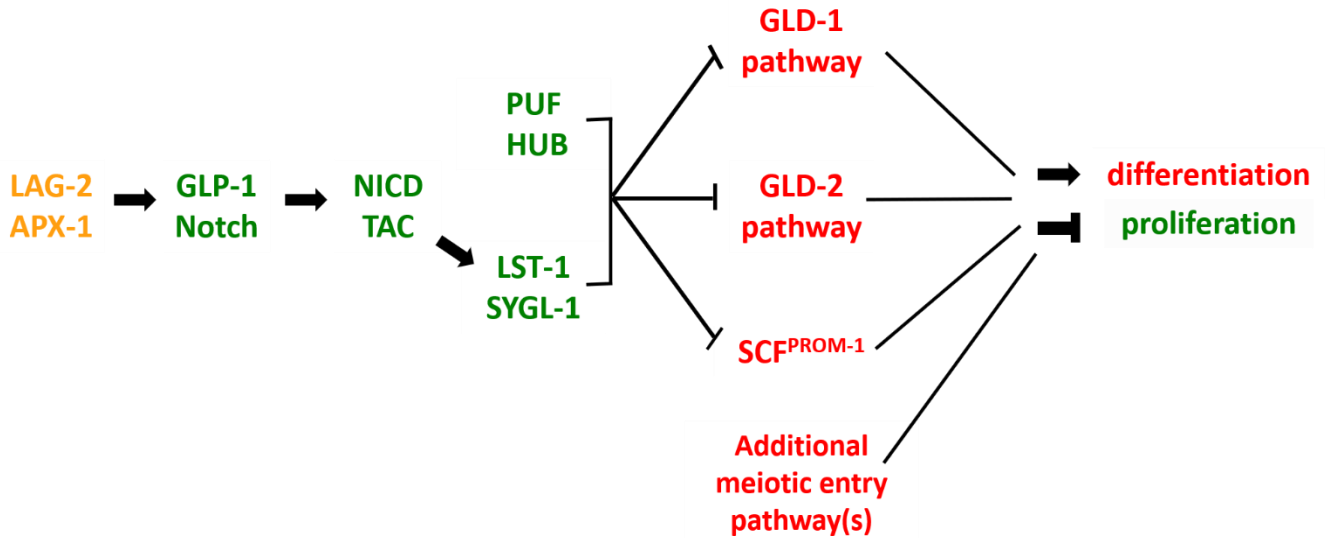 LAG-2
APX-1
GLP-1
Notch
NICD
TAC
PUF
HUB
LST-1
SYGL-1
GLD-1
pathway
GLD-2
pathway
SCFPROM-1
Additional
meiotic entry
pathway(s)
differentiation
proliferation